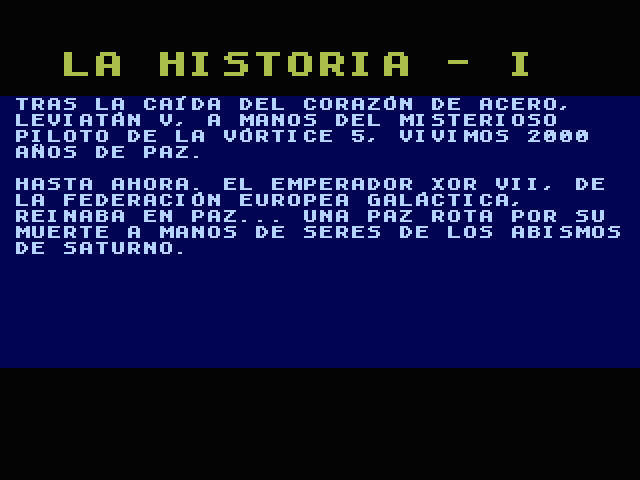 LA HISTORIA - I
TRAS LA CAÍDA DEL CORAZÓN DE ACERO,
LEVIATÁN V, A MANOS DEL MISTERIOSO
PILOTO DE LA VÓRTICE 5, VIVIMOS 2000
AÑOS DE PAZ.
HASTA AHORA. EL EMPERADOR XOR VII, DE
LA FEDERACIÓN EUROPEA GALÁCTICA,
REINABA EN PAZ... UNA PAZ ROTA POR SU
MUERTE A MANOS DE SERES DE LOS ABISMOS
DE SATURNO.